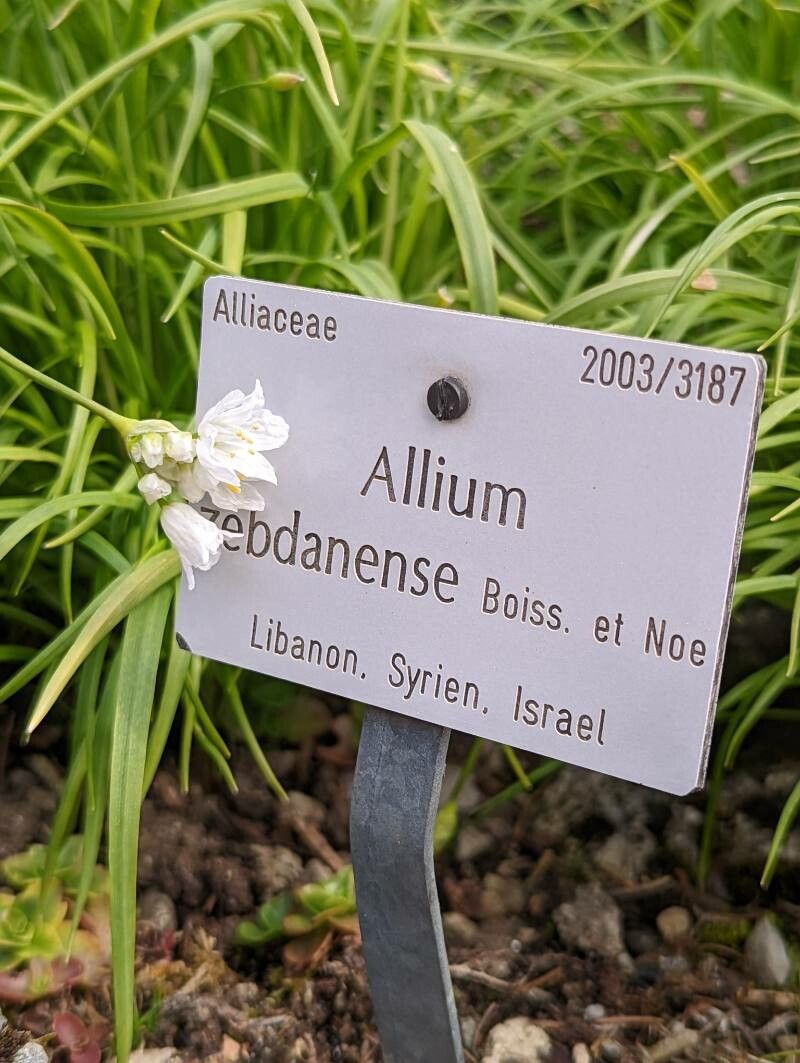 Alliaceae
2003/3187
Allium
zebdanense Boiss. et Noe
Libanon, Syrien, Israel